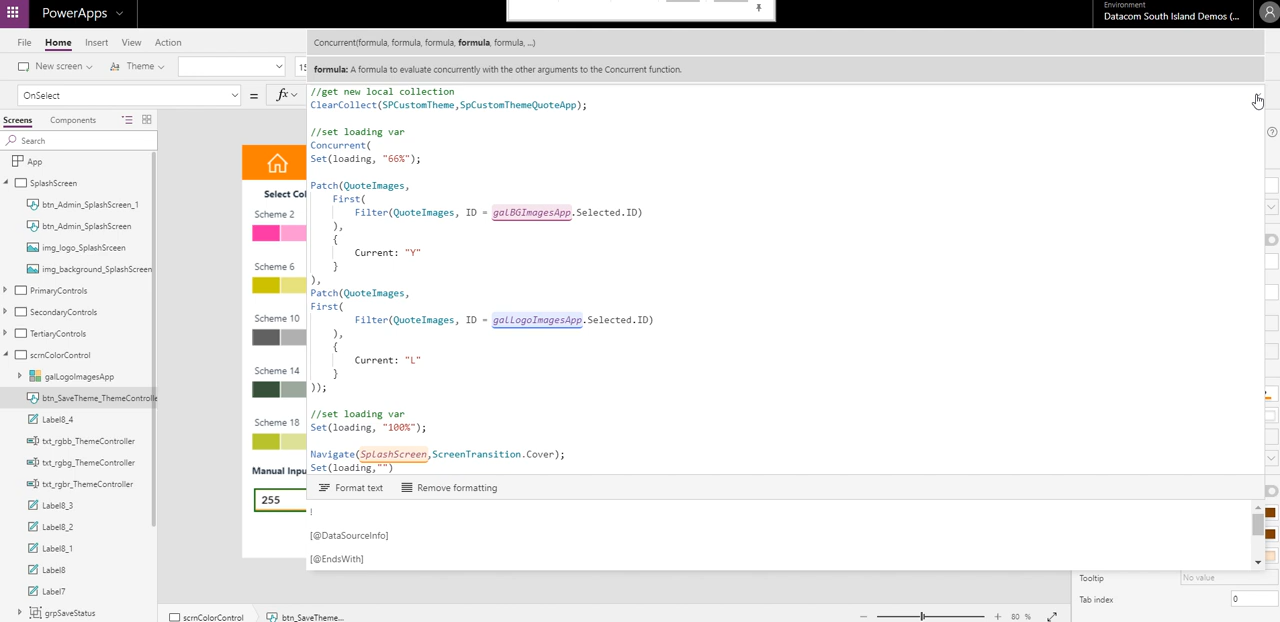 PowerApps
Environment
Datacom South Island Demos (...
File Home Insert View Action
New screen Theme 15
Concurrent(formula, formula, formula, formula, formula, ...)
formula: A formula to evaluate concurrently with the other arguments to the Concurrent function.
OnSelect = fx
//get new local collection
ClearCollect(SPCustomTheme,SpCustomThemeQuoteApp);
//set loading var
Concurrent(
Set(loading, "66%");
Patch(QuoteImages,
First(
Filter(QuoteImages, ID = galBGImagesApp.Selected.ID)
),
{
Current: "Y"
}
),
Patch(QuoteImages,
First(
Filter(QuoteImages, ID = galLogoImagesApp.Selected.ID)
),
{
Current: "L"
}
));
//set loading var
Set(loading, "100%");
Navigate(SplashScreen,ScreenTransition.Cover);
Set(loading,"")
Format text Remove formatting
!
[@DataSourceInfo]
[@EndsWith]
Screens Components
Search
App
SplashScreen
btn_Admin_SplashScreen_1
btn_Admin_SplashScreen
img_logo_SplashSrceen
img_background_SplashScreen
PrimaryControls
SecondaryControls
TertiaryControls
scrnColorControl
galLogoImagesApp
btn_SaveTheme_ThemeControlle
Label8_4
txt_rgbb_ThemeController
txt_rgbg_ThemeController
txt_rgbr_ThemeController
Label8_3
Label8_2
Label8_1
Label8
Label7
grpSaveStatus
Select Col
Scheme 2
Scheme 6
Scheme 10
Scheme 14
Scheme 18
Manual Inpu
255
Tooltip No value
Tab index 0
scrnColorControl btn_SaveTheme... − + 80 %